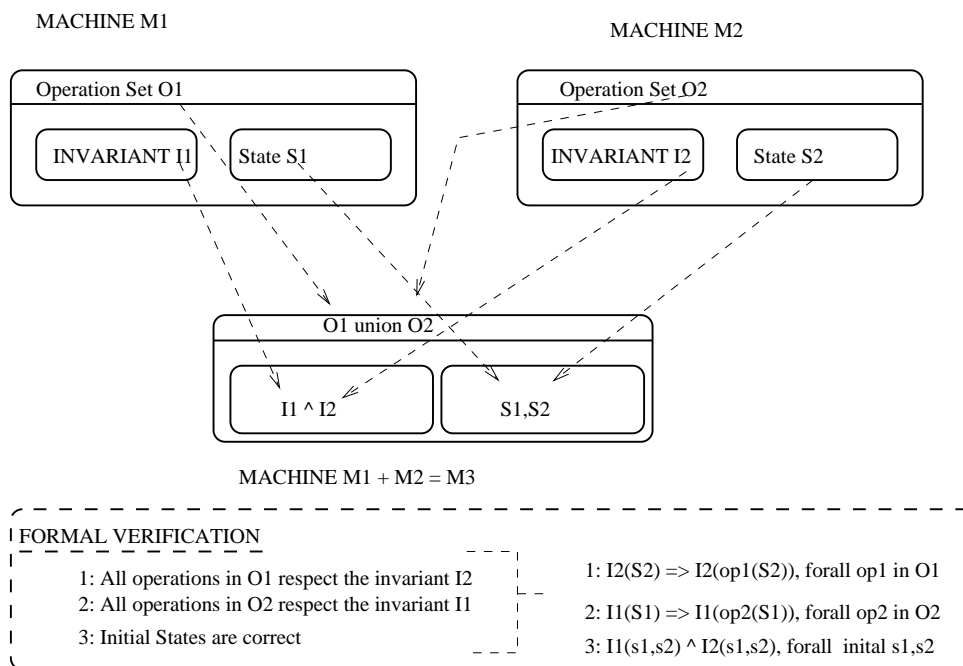 MACHINE M1
MACHINE M2
Operation Set O1
Operation Set O2
INVARIANT I1
State S1
INVARIANT I2
State S2
O1 union O2
I1 ^ I2
S1,S2
MACHINE M1 + M2 = M3
FORMAL VERIFICATION
1: All operations in O1 respect the invariant I2
2: All operations in O2 respect the invariant I1
3: Initial States are correct
1: I2(S2) => I2(op1(S2)), forall op1 in O1
2: I1(S1) => I1(op2(S1)), forall op2 in O2
3: I1(s1,s2) ^ I2(s1,s2), forall inital s1,s2